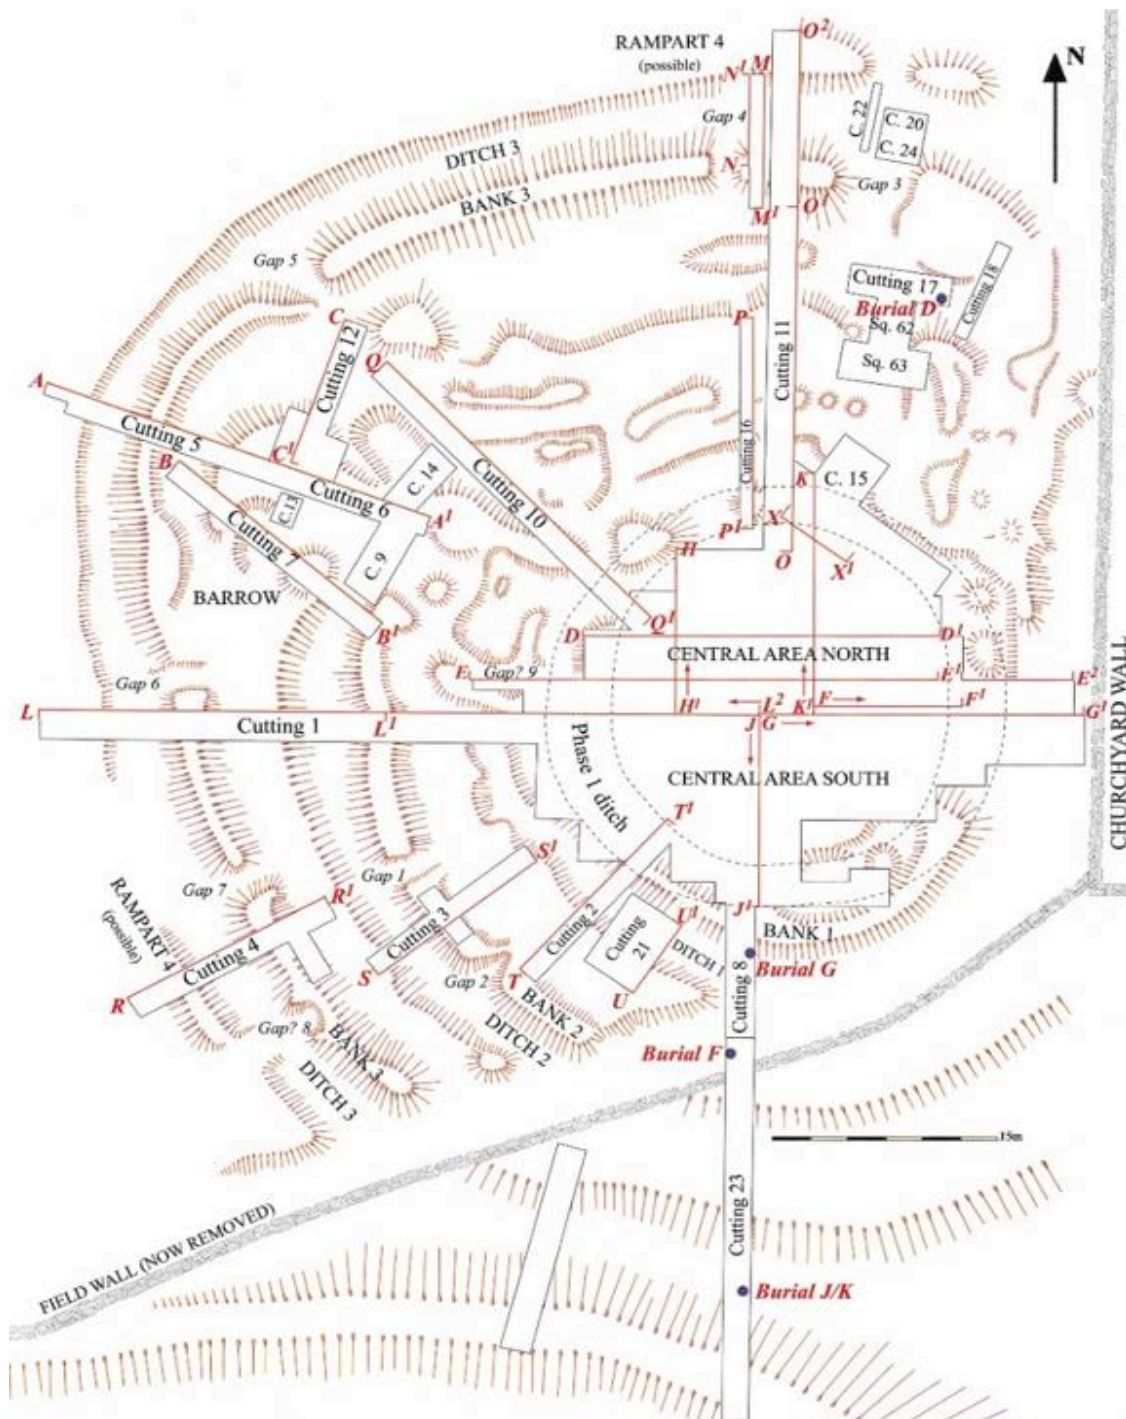 RAMPART 4
(possible)
O²
N
N¹ M
Gap 4
C. 22
C. 20
C. 24
DITCH 3
N
Gap 3
BANK 3
M¹
O¹
Gap 5
Cutting 17
Cutting 18
Burial D
Sq. 62
Sq. 63
C
P
Q
Cutting 12
Cutting 11
A
Cutting 5
C¹
B
Cutting 6
C. 14
Cutting 16
K
C. 15
C.13
A¹
Cutting 10
Cutting 7
C. 9
P¹
X
H
O
X¹
BARROW
B¹
Q¹
D
D¹
CENTRAL AREA NORTH
Gap? 9
E
E¹
E²
Gap 6
L
Cutting 1
L¹
H¹
L²
K¹
F
F¹
J
G
G¹
Phase 1 ditch
CENTRAL AREA SOUTH
CHURCHYARD WALL
T¹
S¹
Gap 7
Gap 1
R¹
RAMPART 4
(possible)
Cutting 4
Cutting 3
Cutting 2
Cutting
21
U¹
J¹
BANK 1
DITCH 1
Cutting 8
Burial G
R
S
Gap 2
T
U
BANK 2
DITCH 2
Gap? 8
BANK 3
DITCH 3
Burial F
15m
Cutting 23
FIELD WALL (NOW REMOVED)
Burial J/K